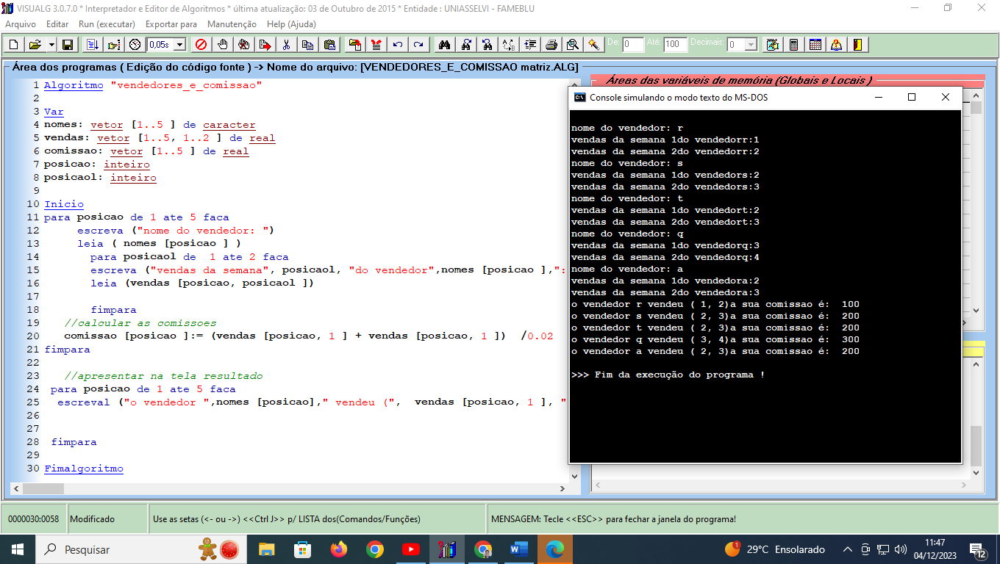 VISUALG 3.0.7.0 * Interpretador e Editor de Algoritmos * última atualização: 03 de Outubro de 2015 * Entidade : UNIASSELVI - FAMEBLU
Arquivo Editar Run (executar) Exportar para Manutenção Help (Ajuda)
0,05s De: 0 Até: 100 Decimais: 0
Área dos programas ( Edição do código fonte ) -> Nome do arquivo: [VENDEDORES_E_COMISSAO matriz.ALG]
1 Algoritmo "vendedores_e_comissao"
2
3 Var
4 nomes: vetor [1..5 ] de caracter
5 vendas: vetor [1..5, 1..2 ] de real
6 comissao: vetor [1..5 ] de real
7 posicao: inteiro
8 posicaol: inteiro
9
10 Inicio
11 para posicao de 1 ate 5 faca
12 escreva ("nome do vendedor: ")
13 leia ( nomes [posicao ] )
14 para posicaol de 1 ate 2 faca
15 escreva ("vendas da semana", posicaol, "do vendedor",nomes [posicao ],":
16 leia (vendas [posicao, posicaol ])
17
18 fimpara
19 //calcular as comissoes
20 comissao [posicao ]:= (vendas [posicao, 1 ] + vendas [posicao, 1 ]) /0.02
21 fimpara
22
23 //apresentar na tela resultado
24 para posicao de 1 ate 5 faca
25 escreval ("o vendedor ",nomes [posicao]," vendeu (", vendas [posicao, 1 ], "
26
27
28 fimpara
29
30 Fimalgoritmo
Áreas das variáveis de memória (Globais e Locais )
Console simulando o modo texto do MS-DOS
nome do vendedor: r
vendas da semana 1do vendedorr:1
vendas da semana 2do vendedorr:2
nome do vendedor: s
vendas da semana 1do vendedors:2
vendas da semana 2do vendedors:3
nome do vendedor: t
vendas da semana 1do vendedort:2
vendas da semana 2do vendedort:3
nome do vendedor: q
vendas da semana 1do vendedorq:3
vendas da semana 2do vendedorq:4
nome do vendedor: a
vendas da semana 1do vendedora:2
vendas da semana 2do vendedora:3
o vendedor r vendeu ( 1, 2)a sua comissao é: 100
o vendedor s vendeu ( 2, 3)a sua comissao é: 200
o vendedor t vendeu ( 2, 3)a sua comissao é: 200
o vendedor q vendeu ( 3, 4)a sua comissao é: 300
o vendedor a vendeu ( 2, 3)a sua comissao é: 200
>>> Fim da execução do programa !
0000030:0058 Modificado Use as setas (<- ou ->) <<Ctrl J>> p/ LISTA dos(Comandos/Funções) MENSAGEM: Tecle <<ESC>> para fechar a janela do programa!
Pesquisar
1 29°C Ensolarado
11:47
04/12/2023
12